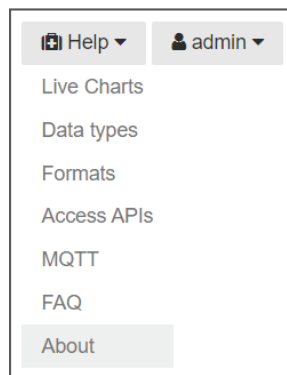 Help admin
Live Charts
Data types
Formats
Access APIs
MQTT
FAQ
About